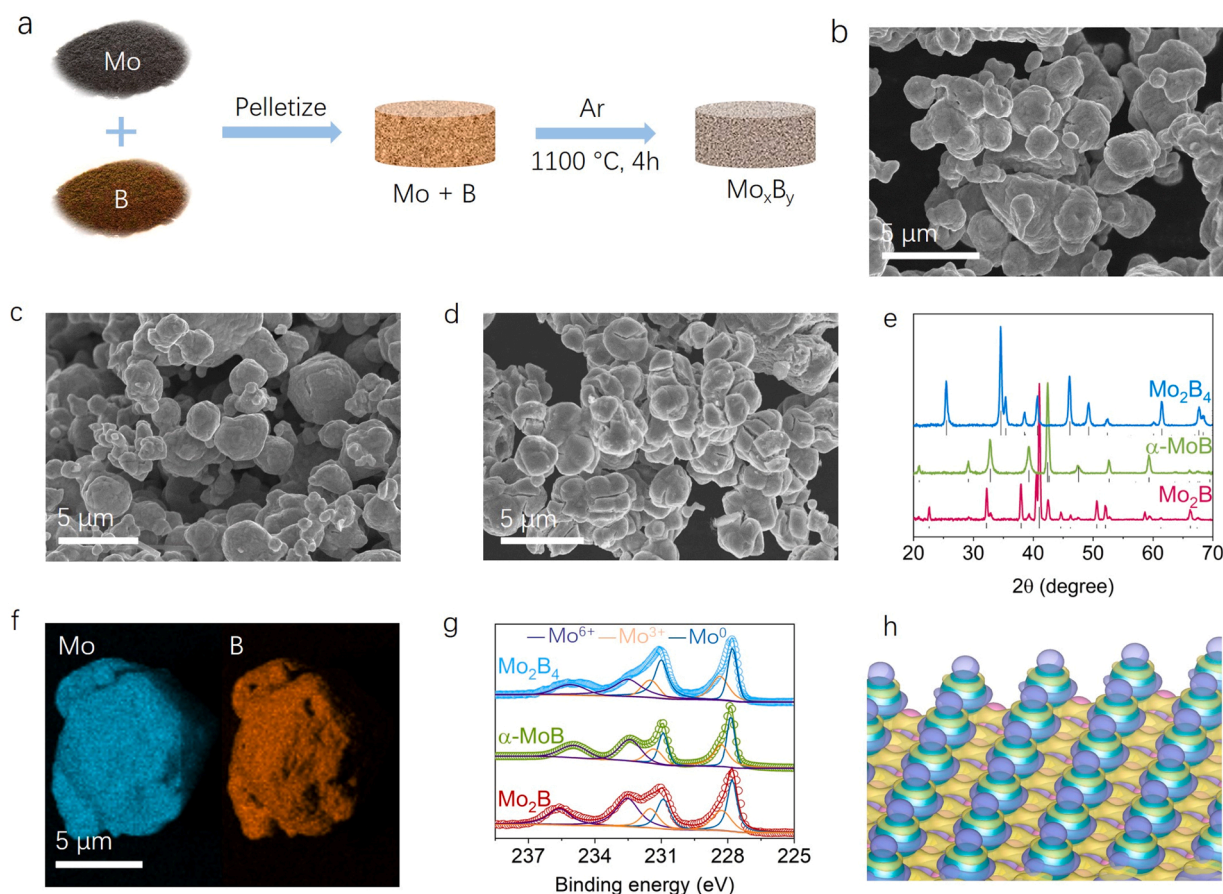 a
Mo
B
Pelletize
Mo + B
Ar
1100 °C, 4h
MoₓBᵧ
b
5 μm
c
5 μm
d
5 μm
e
Mo₂B₄
α-MoB
Mo₂B
20 30 40 50 60 70
2θ (degree)
f
Mo B
5 μm
g
Mo⁶⁺ Mo³⁺ Mo⁰
Mo₂B₄
α-MoB
Mo₂B
237 234 231 228 225
Binding energy (eV)
h